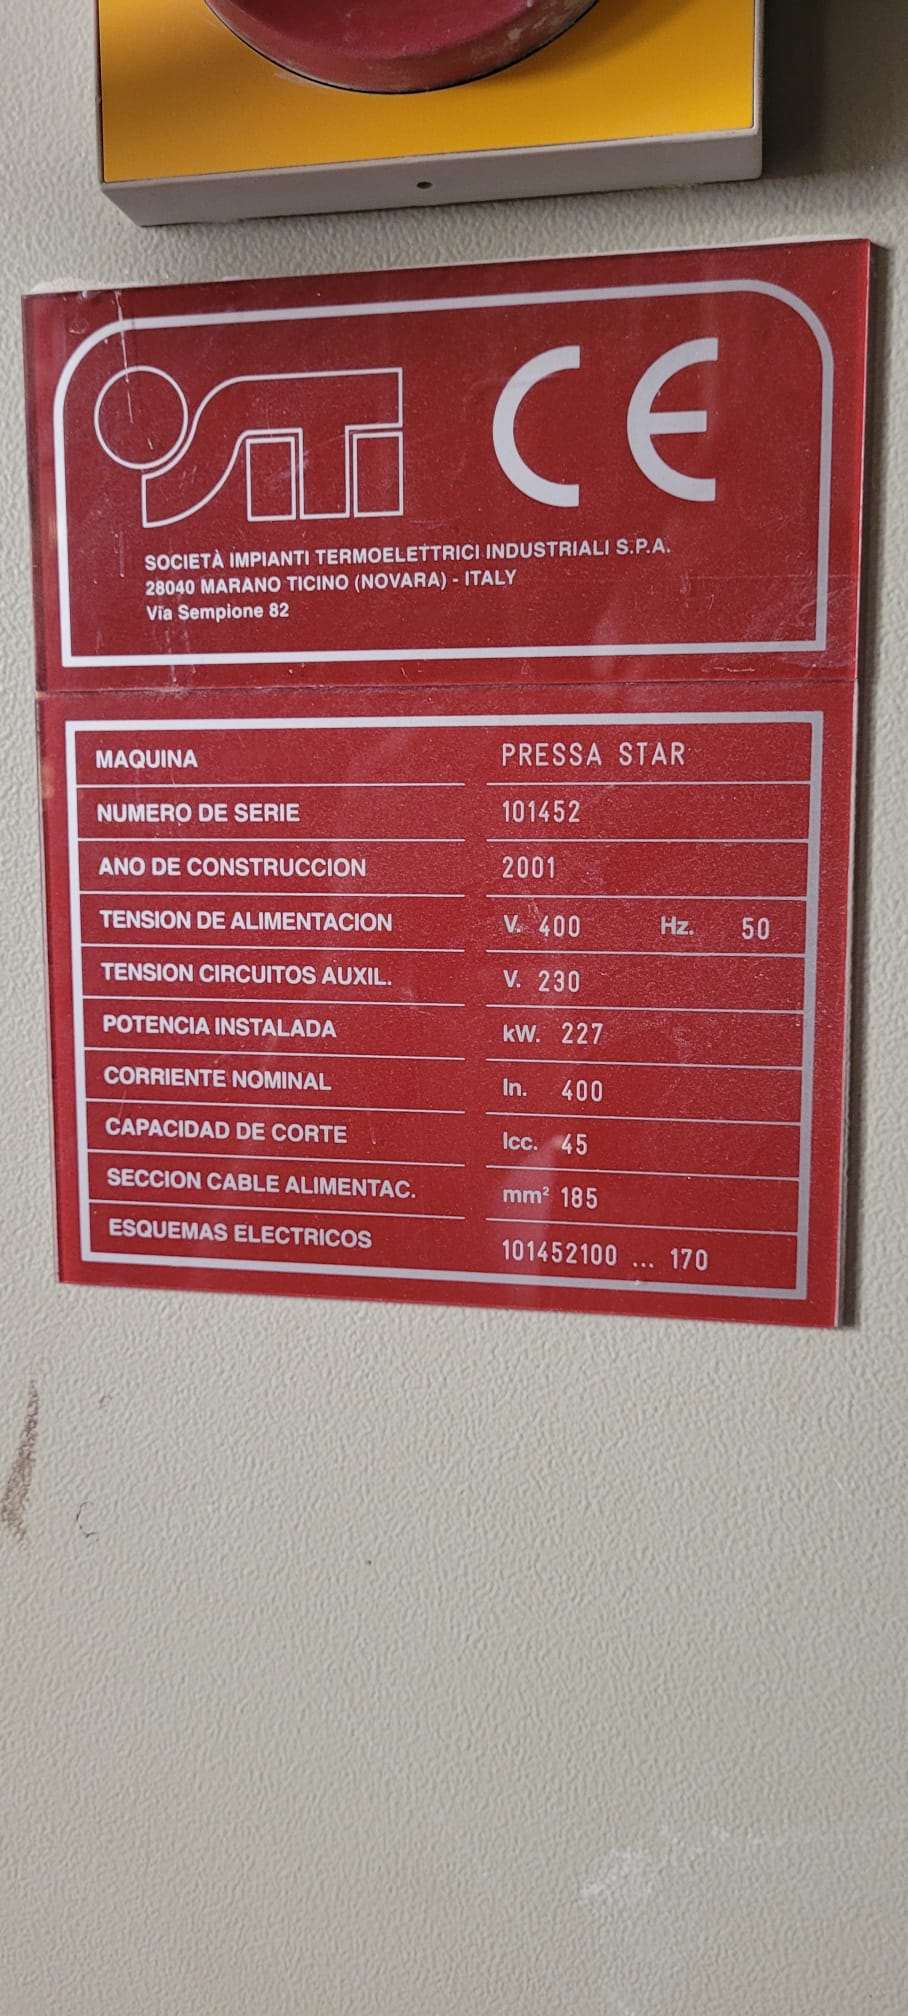 SITI CE
SOCIETÀ IMPIANTI TERMOELETTRICI INDUSTRIALI S.P.A.
28040 MARANO TICINO (NOVARA) - ITALY
Via Sempione 82
MAQUINA PRESSA STAR
NUMERO DE SERIE 101452
ANO DE CONSTRUCCION 2001
TENSION DE ALIMENTACION V. 400 Hz. 50
TENSION CIRCUITOS AUXIL. V. 230
POTENCIA INSTALADA kW. 227
CORRIENTE NOMINAL In. 400
CAPACIDAD DE CORTE Icc. 45
SECCION CABLE ALIMENTAC. mm² 185
ESQUEMAS ELECTRICOS 101452100 ... 170